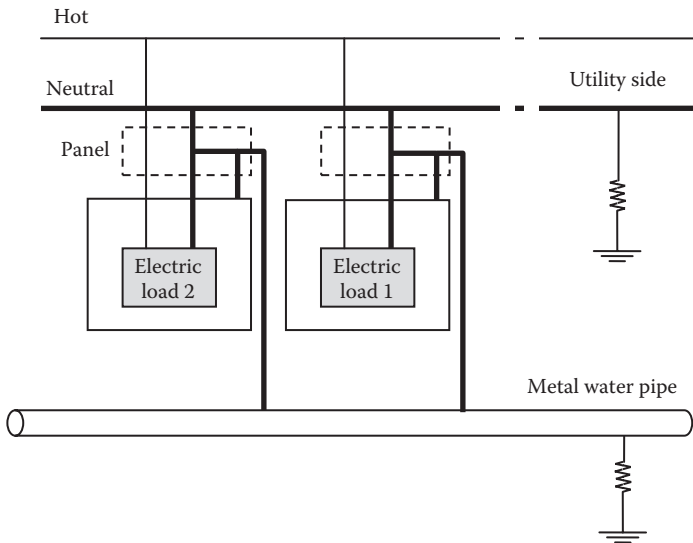 Hot
Neutral
Utility side
Panel
Electric
load 2
Electric
load 1
Metal water pipe